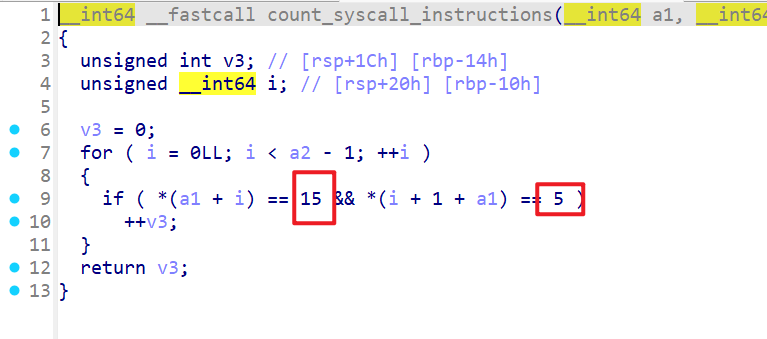 1 __int64 __fastcall count_syscall_instructions(__int64 a1, __int64
2 {
3 unsigned int v3; // [rsp+1Ch] [rbp-14h]
4 unsigned __int64 i; // [rsp+20h] [rbp-10h]
5
6 v3 = 0;
7 for ( i = 0LL; i < a2 - 1; ++i )
8 {
9 if ( *(a1 + i) == 15 && *(i + 1 + a1) == 5 )
10 ++v3;
11 }
12 return v3;
13 }